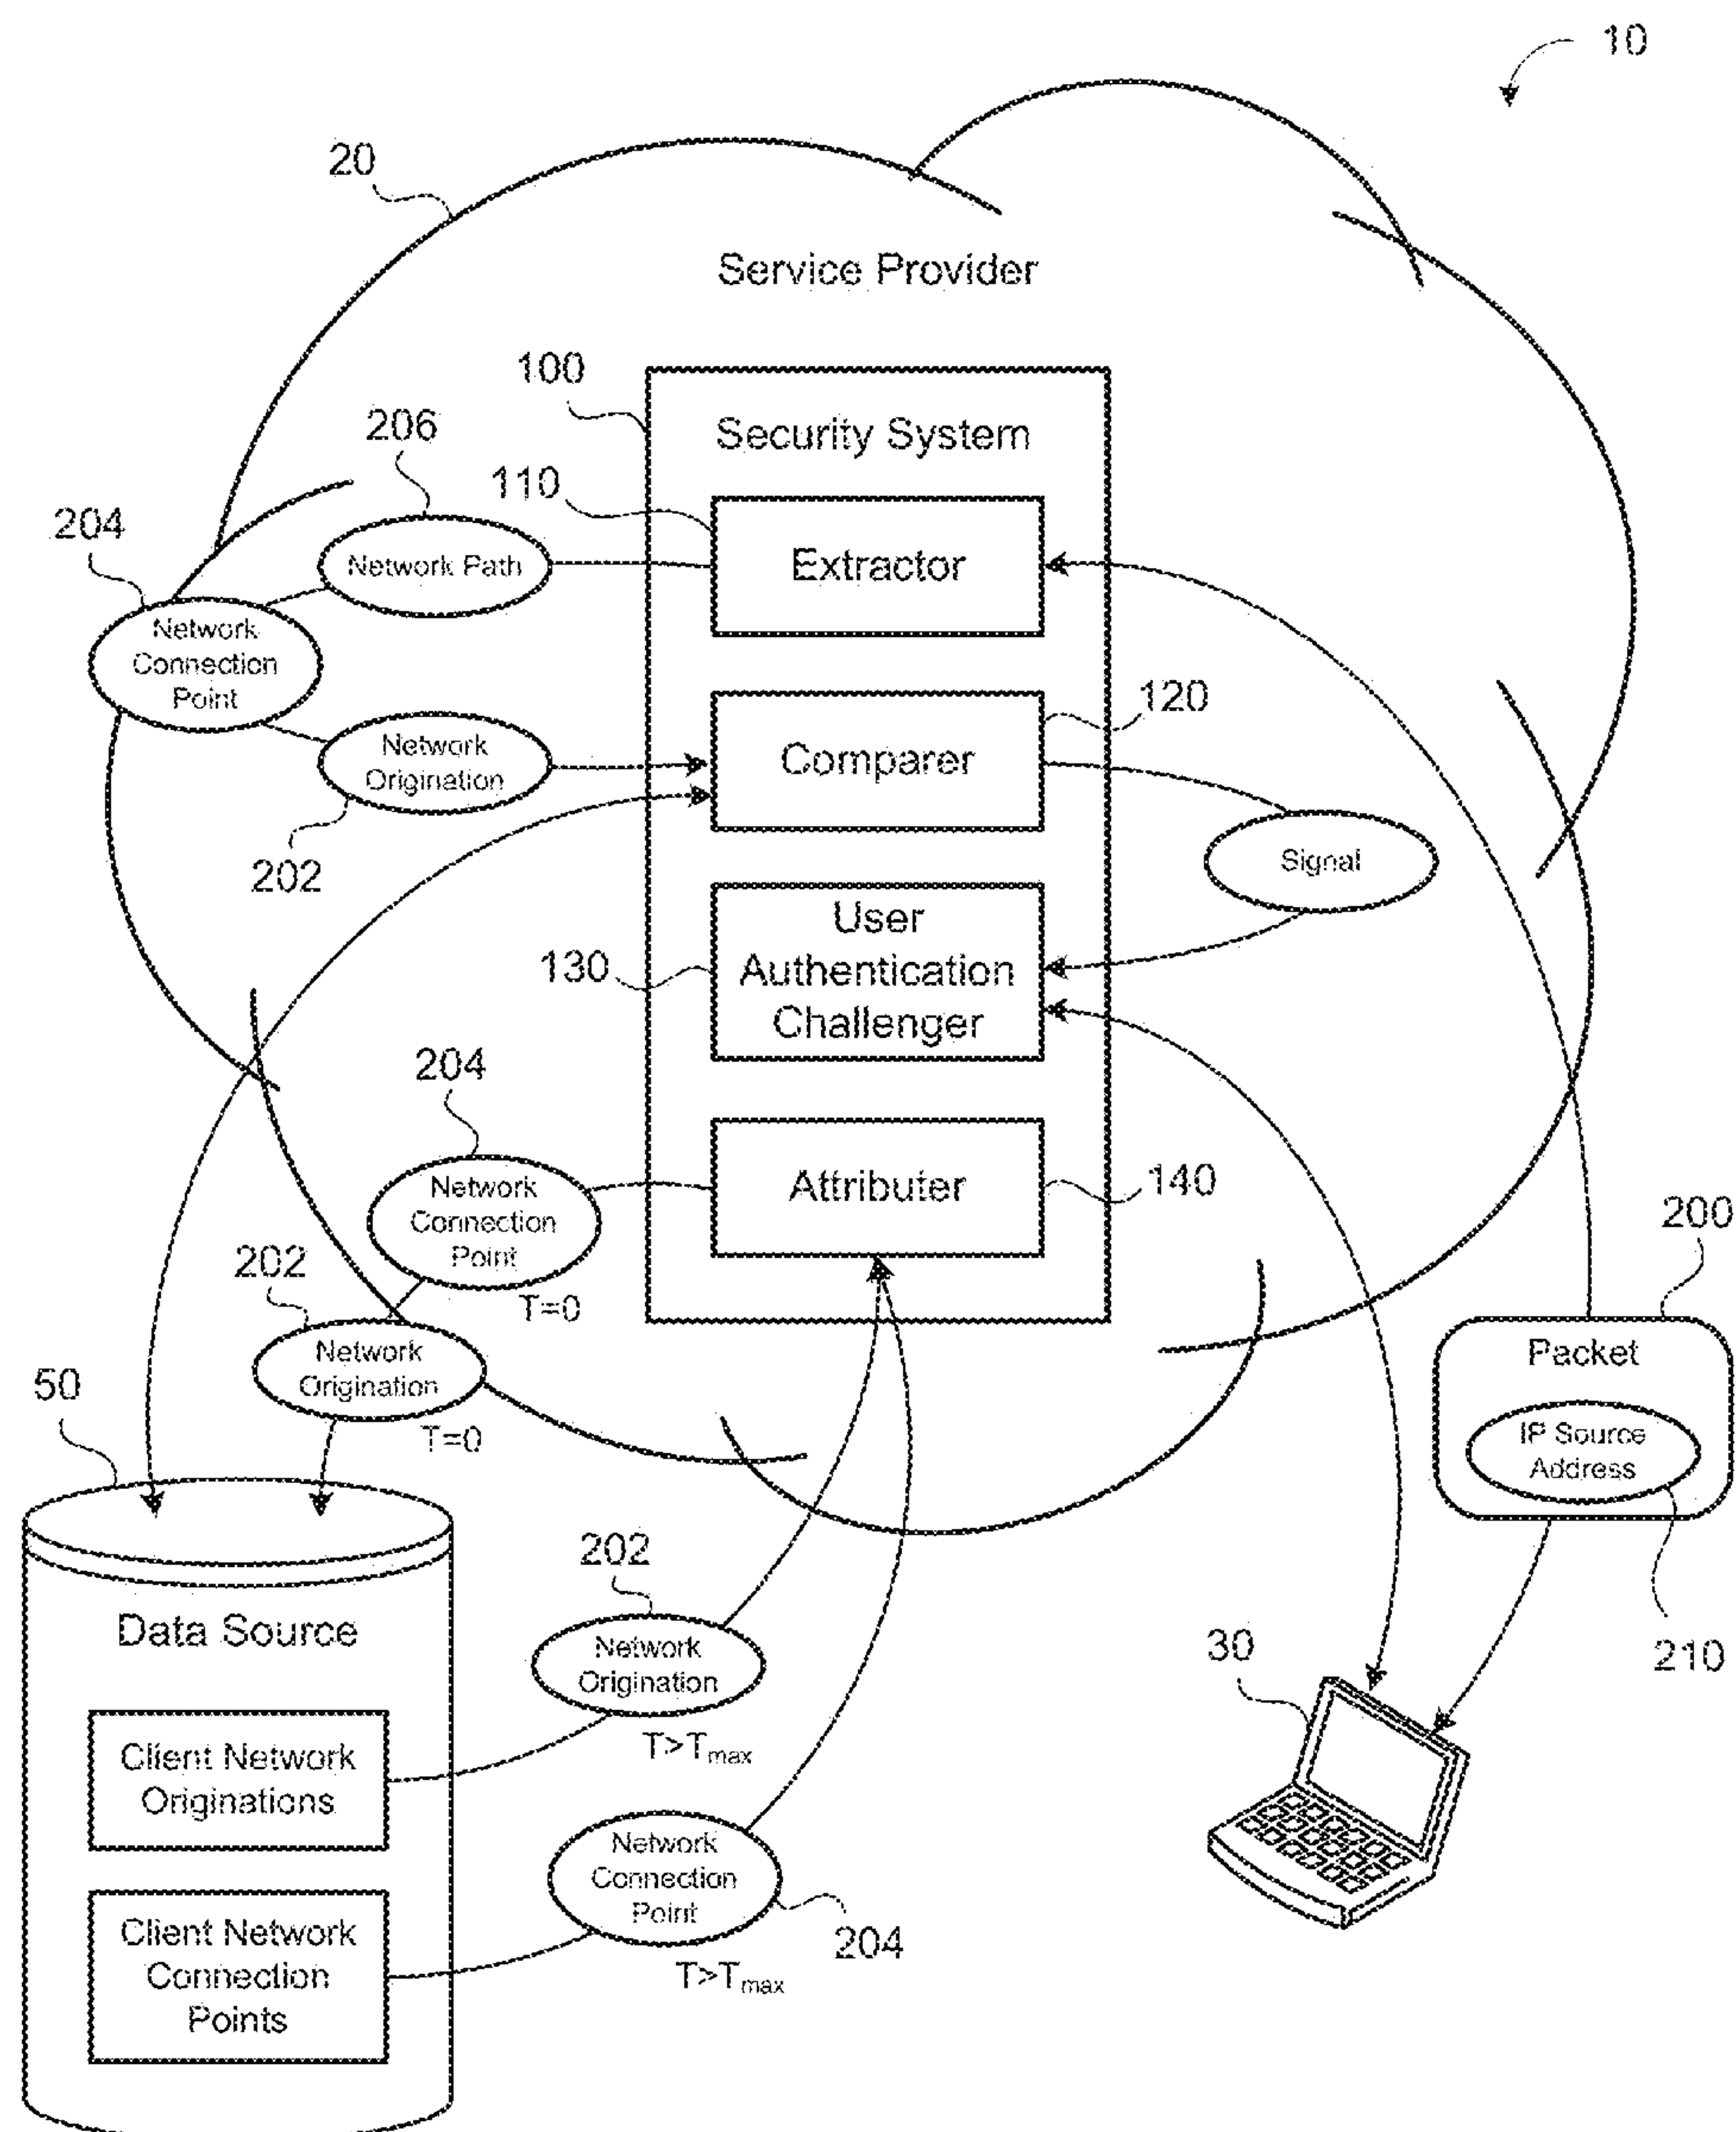 10
20
Service Provider
100
Security System
206
110
Extractor
204
Network Path
Network
Connection
Point
120
Comparer
Network
Origination
202
Signal
User
Authentication
Challenger
130
204
Attributer
140
Network
Connection
Point
T=0
200
Packet
IP Source
Address
210
202
Network
Origination
T=0
50
Data Source
202
Network
Origination
T>Tmax
30
Client Network
Originations
Network
Connection
Point
204
T>Tmax
Client Network
Connection
Points